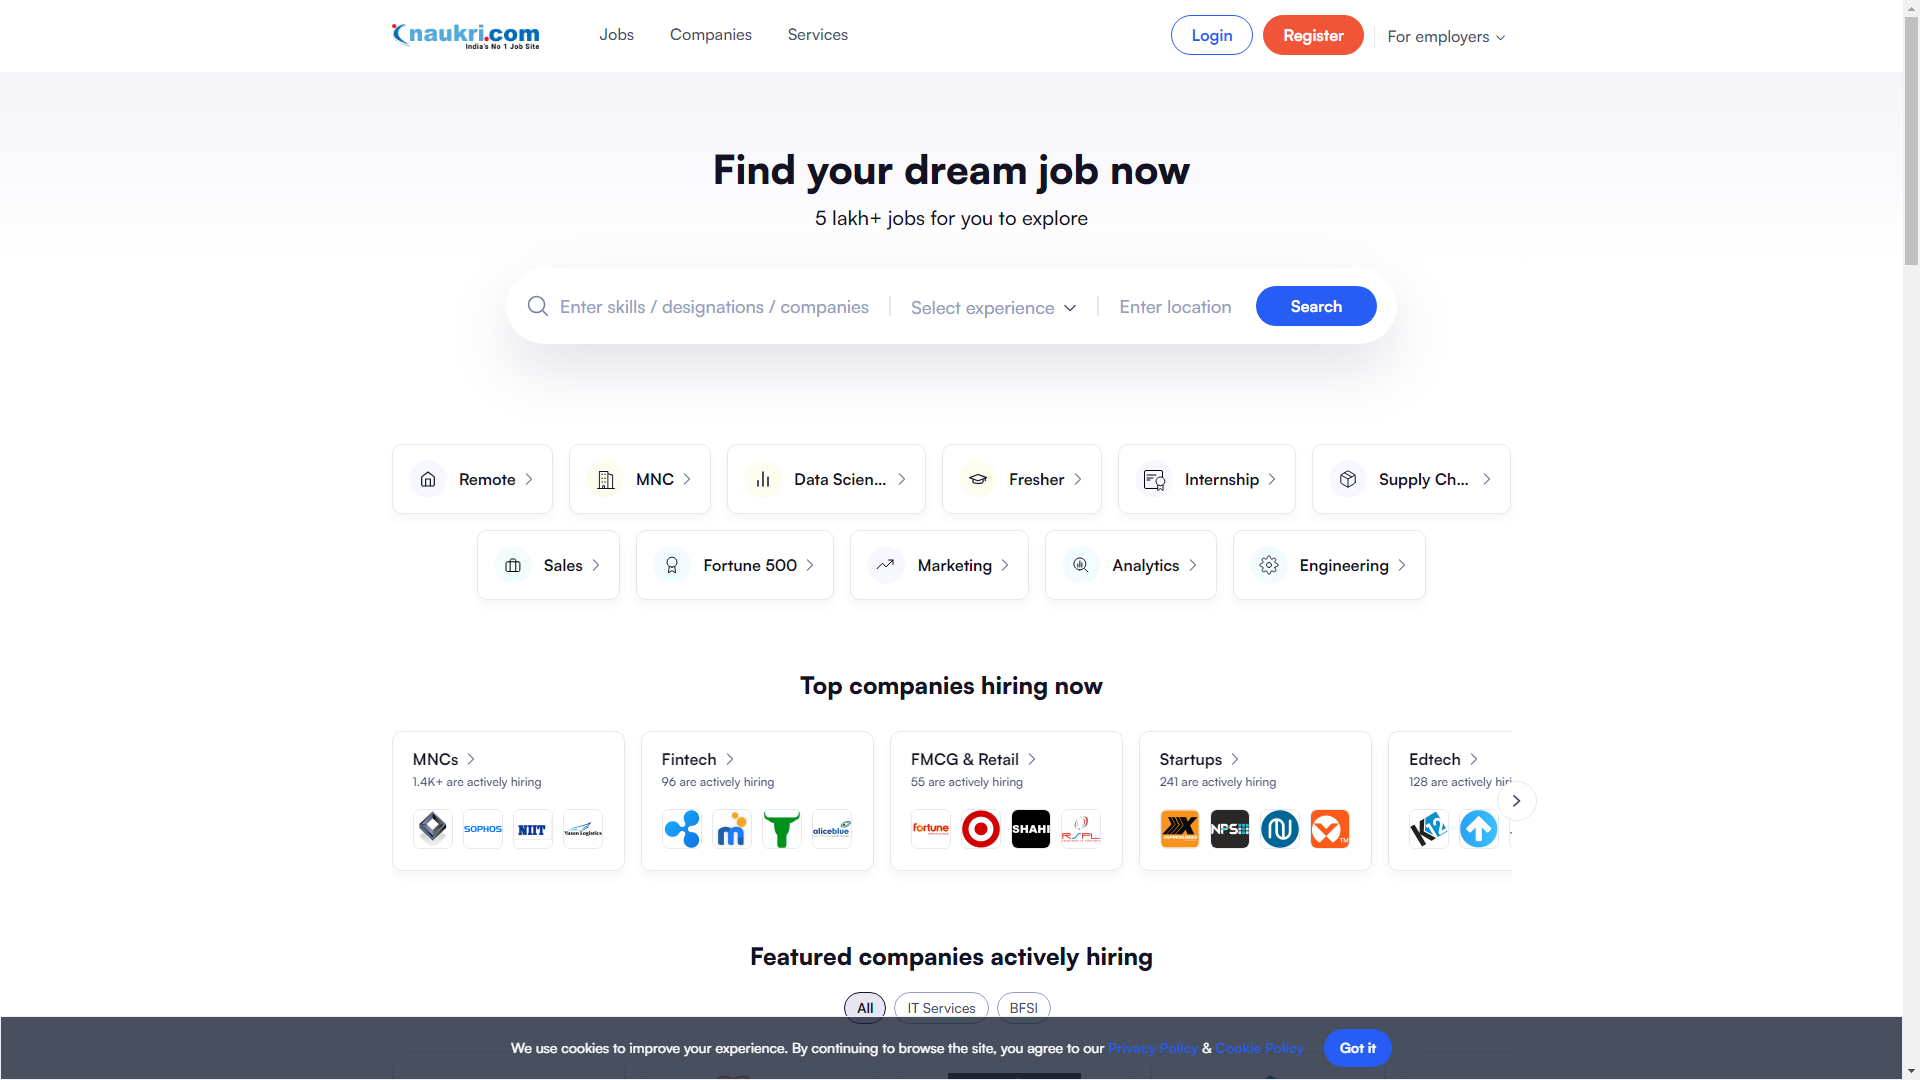 naukri.com
India's No 1 Job Site
Jobs
Companies
Services
Login
Register
For employers
Find your dream job now
5 lakh+ jobs for you to explore
Enter skills / designations / companies
Select experience
Enter location
Search
Remote
MNC
Data Scien...
Fresher
Internship
Supply Ch...
Sales
Fortune 500
Marketing
Analytics
Engineering
Top companies hiring now
MNCs
1.4K+ are actively hiring
SOPHOS
NIIT
Yusen Logistics
Fintech
96 are actively hiring
m
aliceblue
FMCG & Retail
55 are actively hiring
fortune
SHAHI
RSPL
Startups
241 are actively hiring
NPS
Edtech
128 are actively hiri
K12
Featured companies actively hiring
All
IT Services
BFSI
We use cookies to improve your experience. By continuing to browse the site, you agree to our Privacy Policy & Cookie Policy
Got it